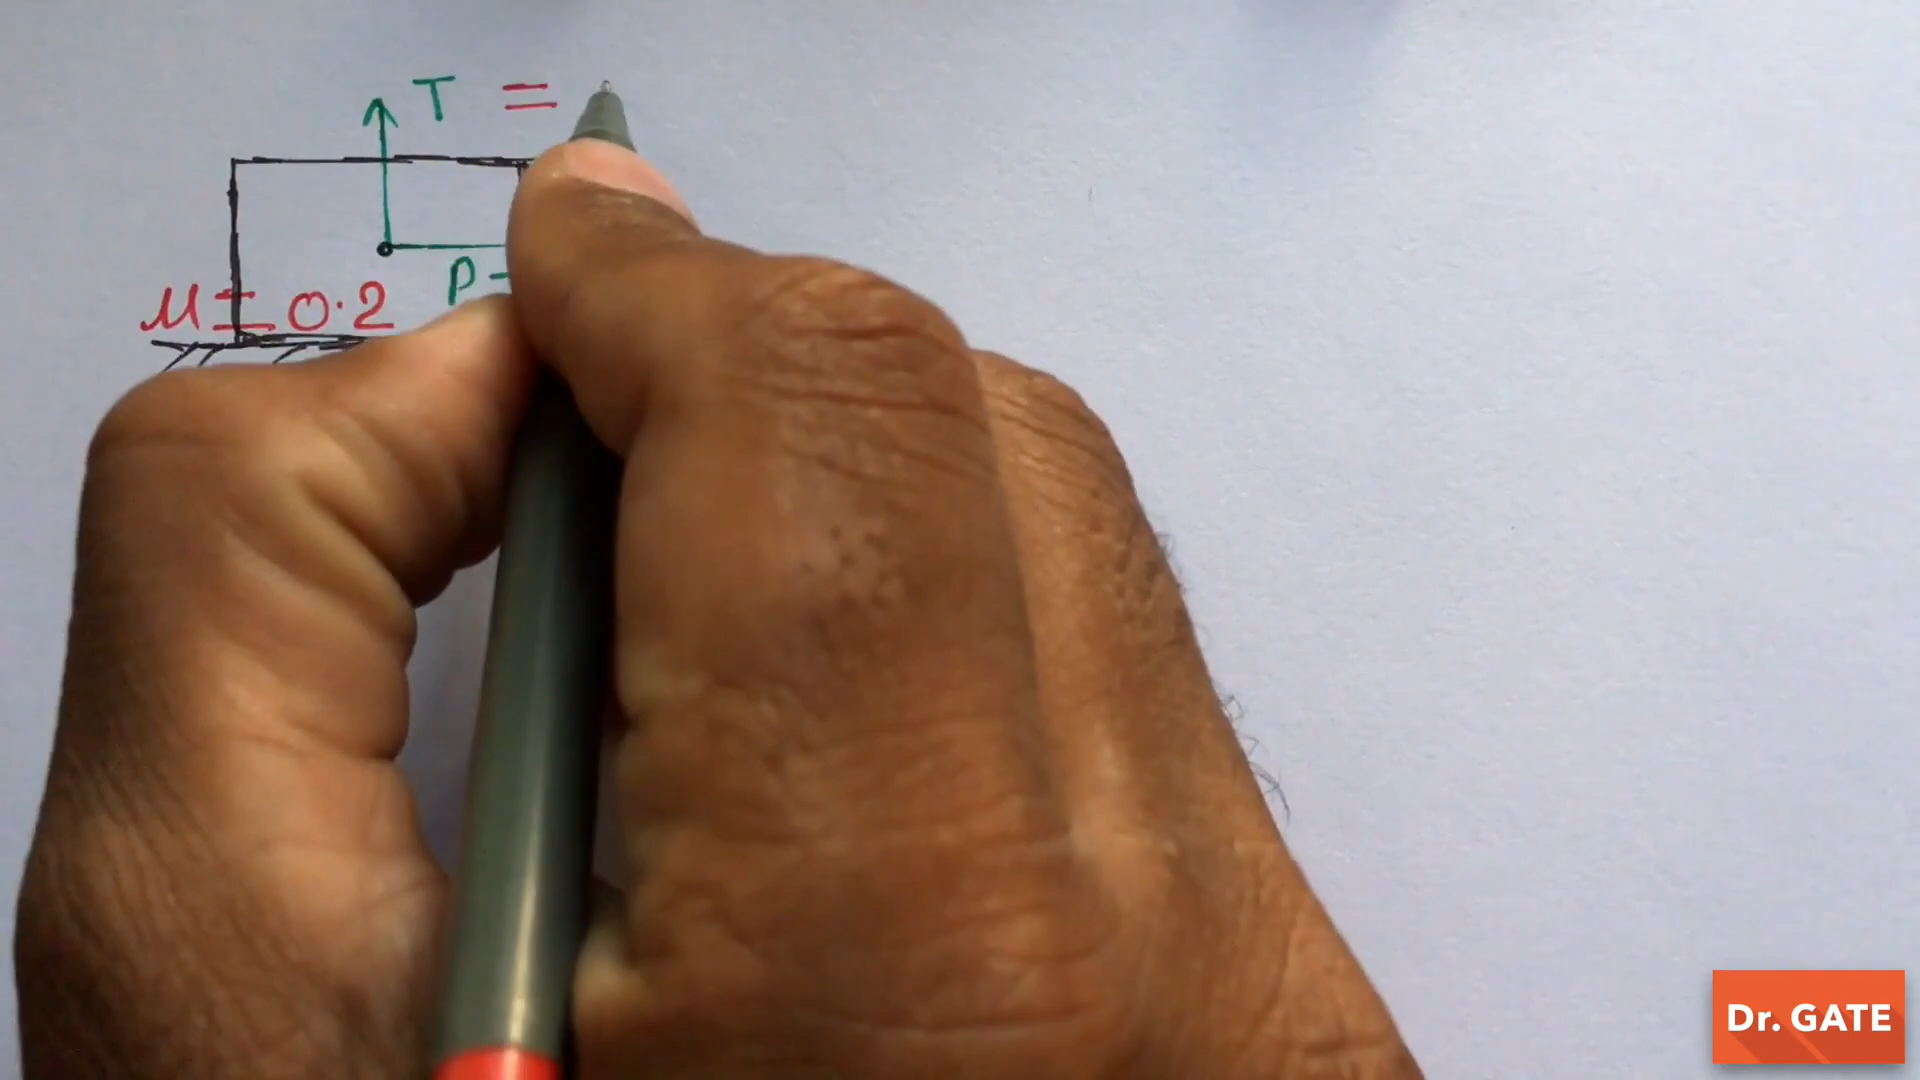 T =
P
μ = 0.2
Dr. GATE